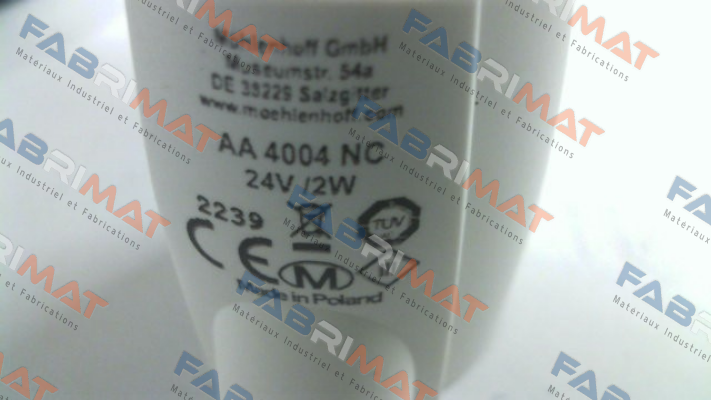 Möhlenhoff GmbH
Museumstr. 54a
DE 38229 Salzgitter
www.moehlenhoff.com
AA 4004 NC
24V /2W
2239
TUV
CE
M
Made in Poland
FABRIMAT
Matériaux Industriel et Fabrications